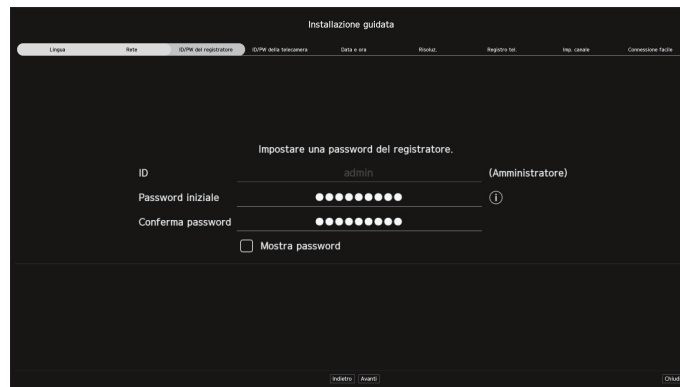 Installazione guidata
Lingua Rete ID/PW del registratore ID/PW della telecamera Data e ora Risoluz. Registro tel. Imp. canale Connessione facile
Impostare una password del registratore.
ID admin (Amministratore)
Password iniziale ●●●●●●●●● i
Conferma password ●●●●●●●●●
Mostra password
Indietro Avanti Chiudi